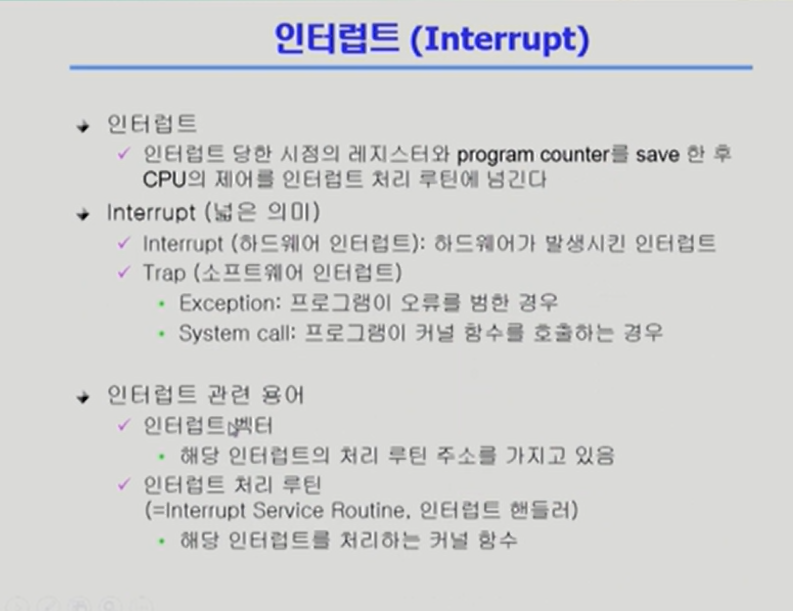 인터럽트 (Interrupt)
인터럽트
인터럽트 당한 시점의 레지스터와 program counter를 save 한 후
CPU의 제어를 인터럽트 처리 루틴에 넘긴다
Interrupt (넓은 의미)
Interrupt (하드웨어 인터럽트): 하드웨어가 발생시킨 인터럽트
Trap (소프트웨어 인터럽트)
Exception: 프로그램이 오류를 범한 경우
System call: 프로그램이 커널 함수를 호출하는 경우
인터럽트 관련 용어
인터럽트 벡터
해당 인터럽트의 처리 루틴 주소를 가지고 있음
인터럽트 처리 루틴
(=Interrupt Service Routine, 인터럽트 핸들러)
해당 인터럽트를 처리하는 커널 함수